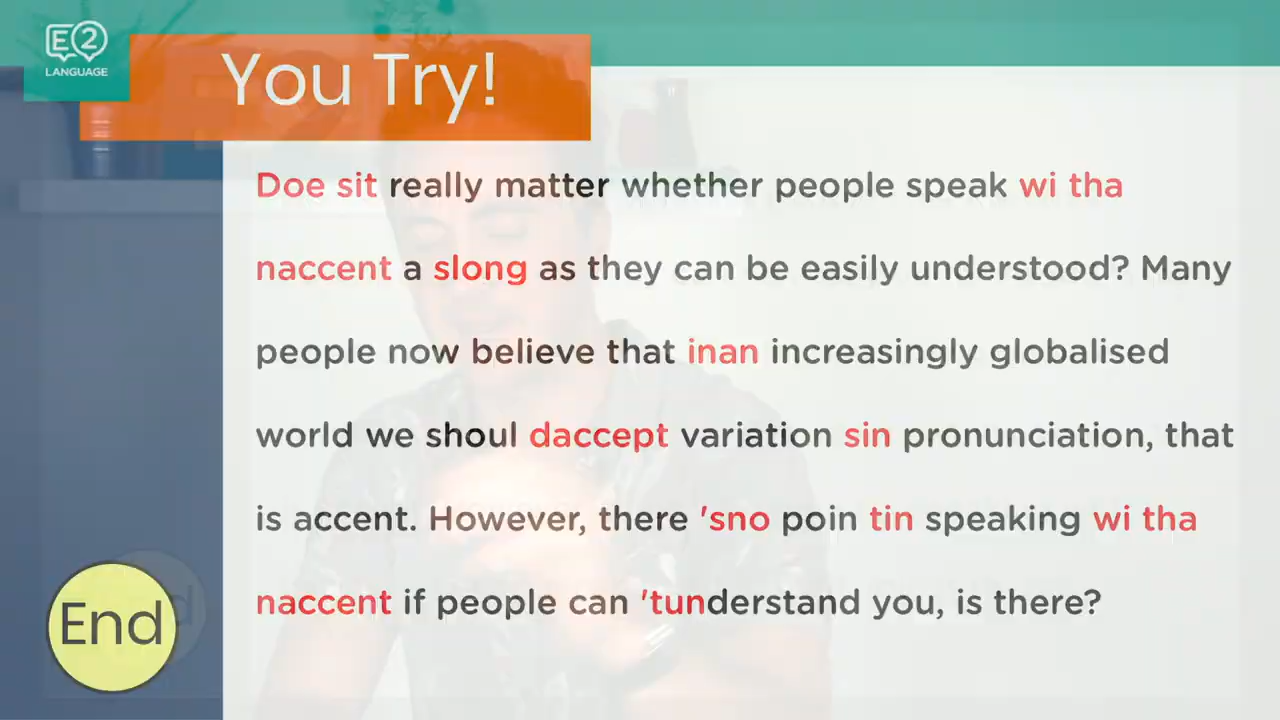 E2
LANGUAGE
You Try!
Doe sit really matter whether people speak wi tha
naccent a slong as they can be easily understood? Many
people now believe that inan increasingly globalised
world we shoul daccept variation sin pronunciation, that
is accent. However, there 'sno poin tin speaking wi tha
naccent if people can 'tunderstand you, is there?
End